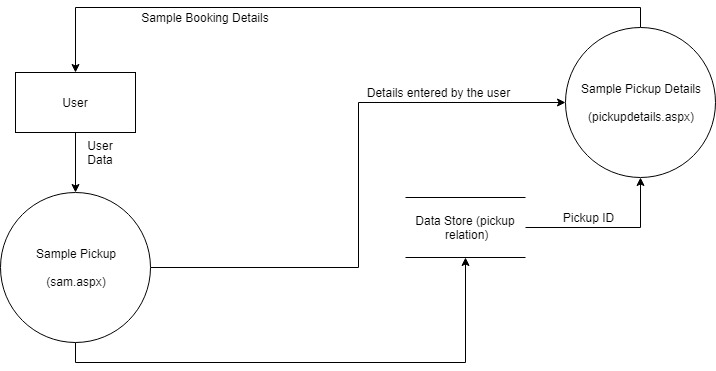 Sample Booking Details
User
User
Data
Sample Pickup
(sam.aspx)
Details entered by the user
Sample Pickup Details
(pickupdetails.aspx)
Data Store (pickup
relation)
Pickup ID